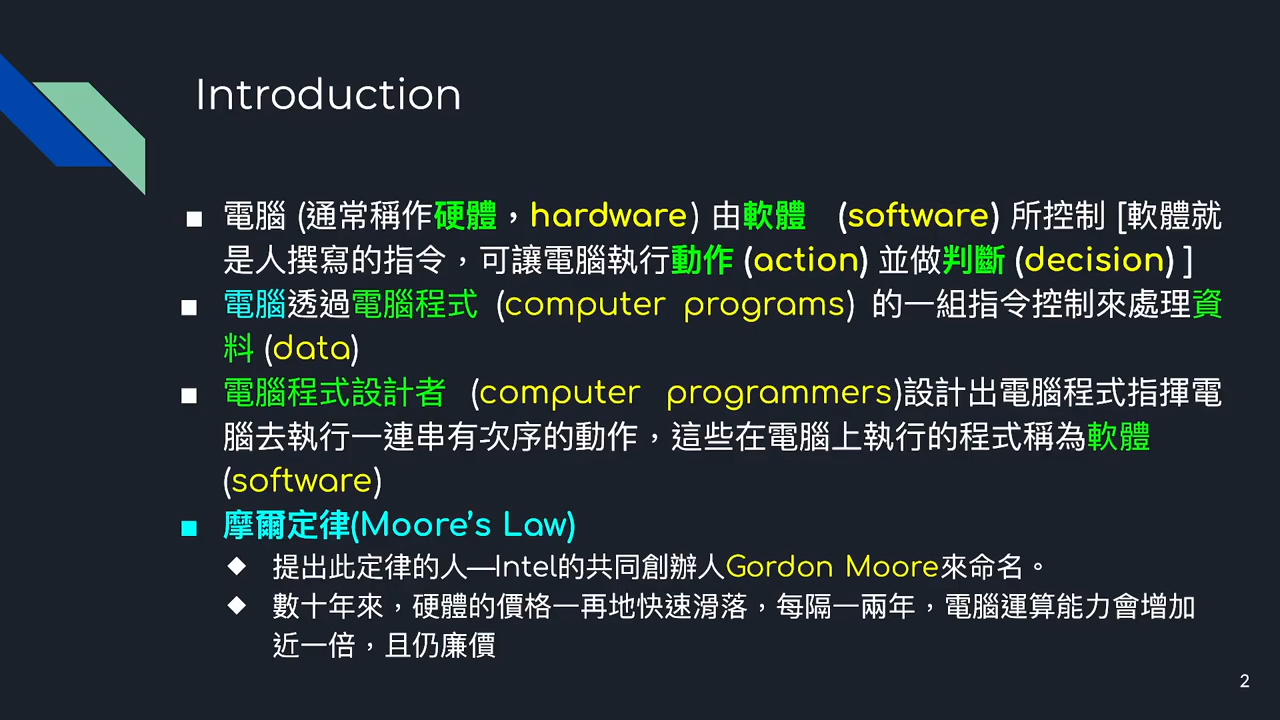 Introduction
■ 電腦 (通常稱作硬體，hardware) 由軟體 (software) 所控制 [軟體就
是人撰寫的指令，可讓電腦執行動作 (action) 並做判斷 (decision) ]
■ 電腦透過電腦程式 (computer programs) 的一組指令控制來處理資
料 (data)
■ 電腦程式設計者 (computer programmers)設計出電腦程式指揮電
腦去執行一連串有次序的動作，這些在電腦上執行的程式稱為軟體
(software)
■ 摩爾定律(Moore’s Law)
◆ 提出此定律的人—Intel的共同創辦人Gordon Moore來命名。
◆ 數十年來，硬體的價格一再地快速滑落，每隔一兩年，電腦運算能力會增加
近一倍，且仍廉價
2